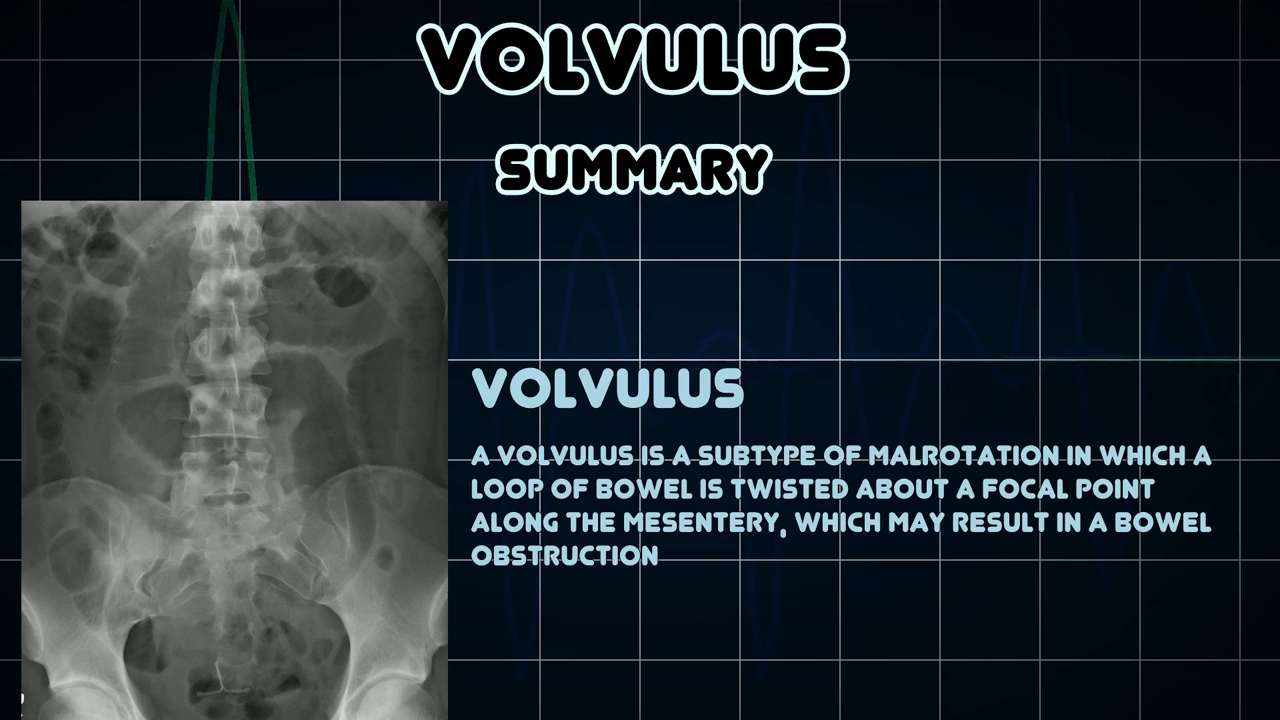 VOLVULUS
SUMMARY
VOLVULUS
A VOLVULUS IS A SUBTYPE OF MALROTATION IN WHICH A
LOOP OF BOWEL IS TWISTED ABOUT A FOCAL POINT
ALONG THE MESENTERY, WHICH MAY RESULT IN A BOWEL
OBSTRUCTION